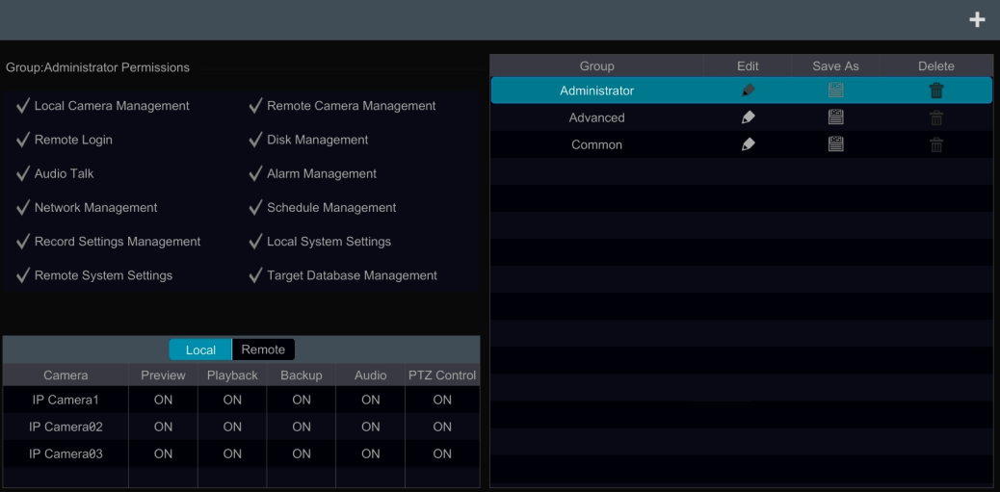 +
Group:Administrator Permissions
Local Camera Management Remote Camera Management
Remote Login Disk Management
Audio Talk Alarm Management
Network Management Schedule Management
Record Settings Management Local System Settings
Remote System Settings Target Database Management
Local Remote
Camera Preview Playback Backup Audio PTZ Control
IP Camera1 ON ON ON ON ON
IP Camera02 ON ON ON ON ON
IP Camera03 ON ON ON ON ON
Group Edit Save As Delete
Administrator
Advanced
Common